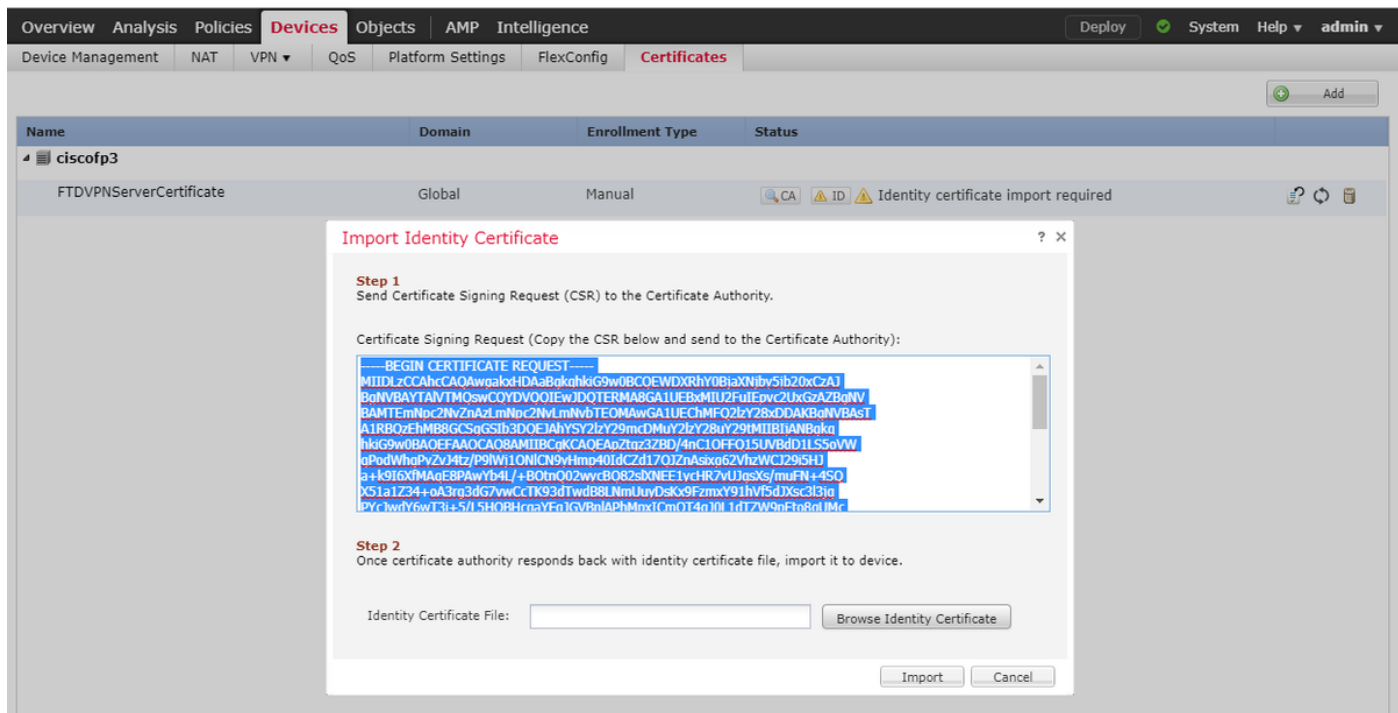 Overview Analysis Policies Devices Objects AMP Intelligence Deploy System Help admin
Device Management NAT VPN QoS Platform Settings FlexConfig Certificates
Add
Name Domain Enrollment Type Status
ciscofp3
FTDVPNServerCertificate Global Manual CA ID Identity certificate import required
Import Identity Certificate ? ×
Step 1
Send Certificate Signing Request (CSR) to the Certificate Authority.
Certificate Signing Request (Copy the CSR below and send to the Certificate Authority):
-----BEGIN CERTIFICATE REQUEST-----
Step 2
Once certificate authority responds back with identity certificate file, import it to device.
Identity Certificate File: Browse Identity Certificate
Import Cancel